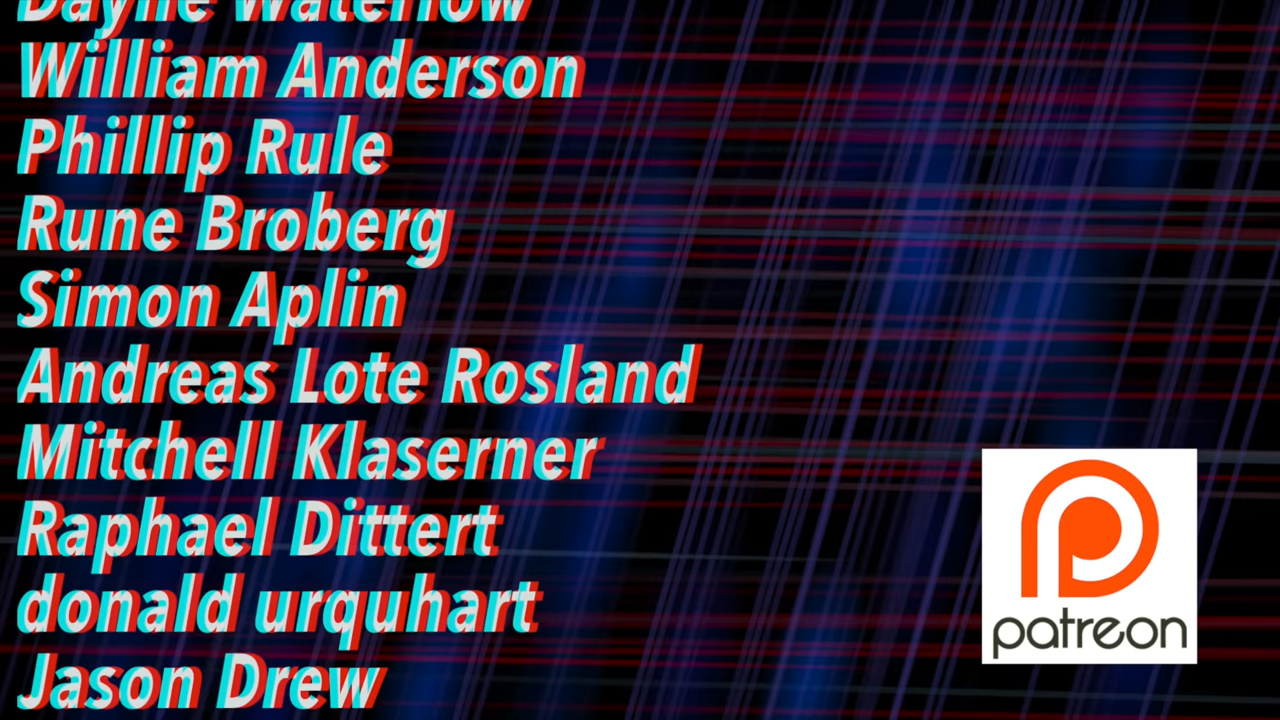 William Anderson
Phillip Rule
Rune Broberg
Simon Aplin
Andreas Lote Rosland
Mitchell Klaserner
Raphael Dittert
donald urquhart
Jason Drew
patreon